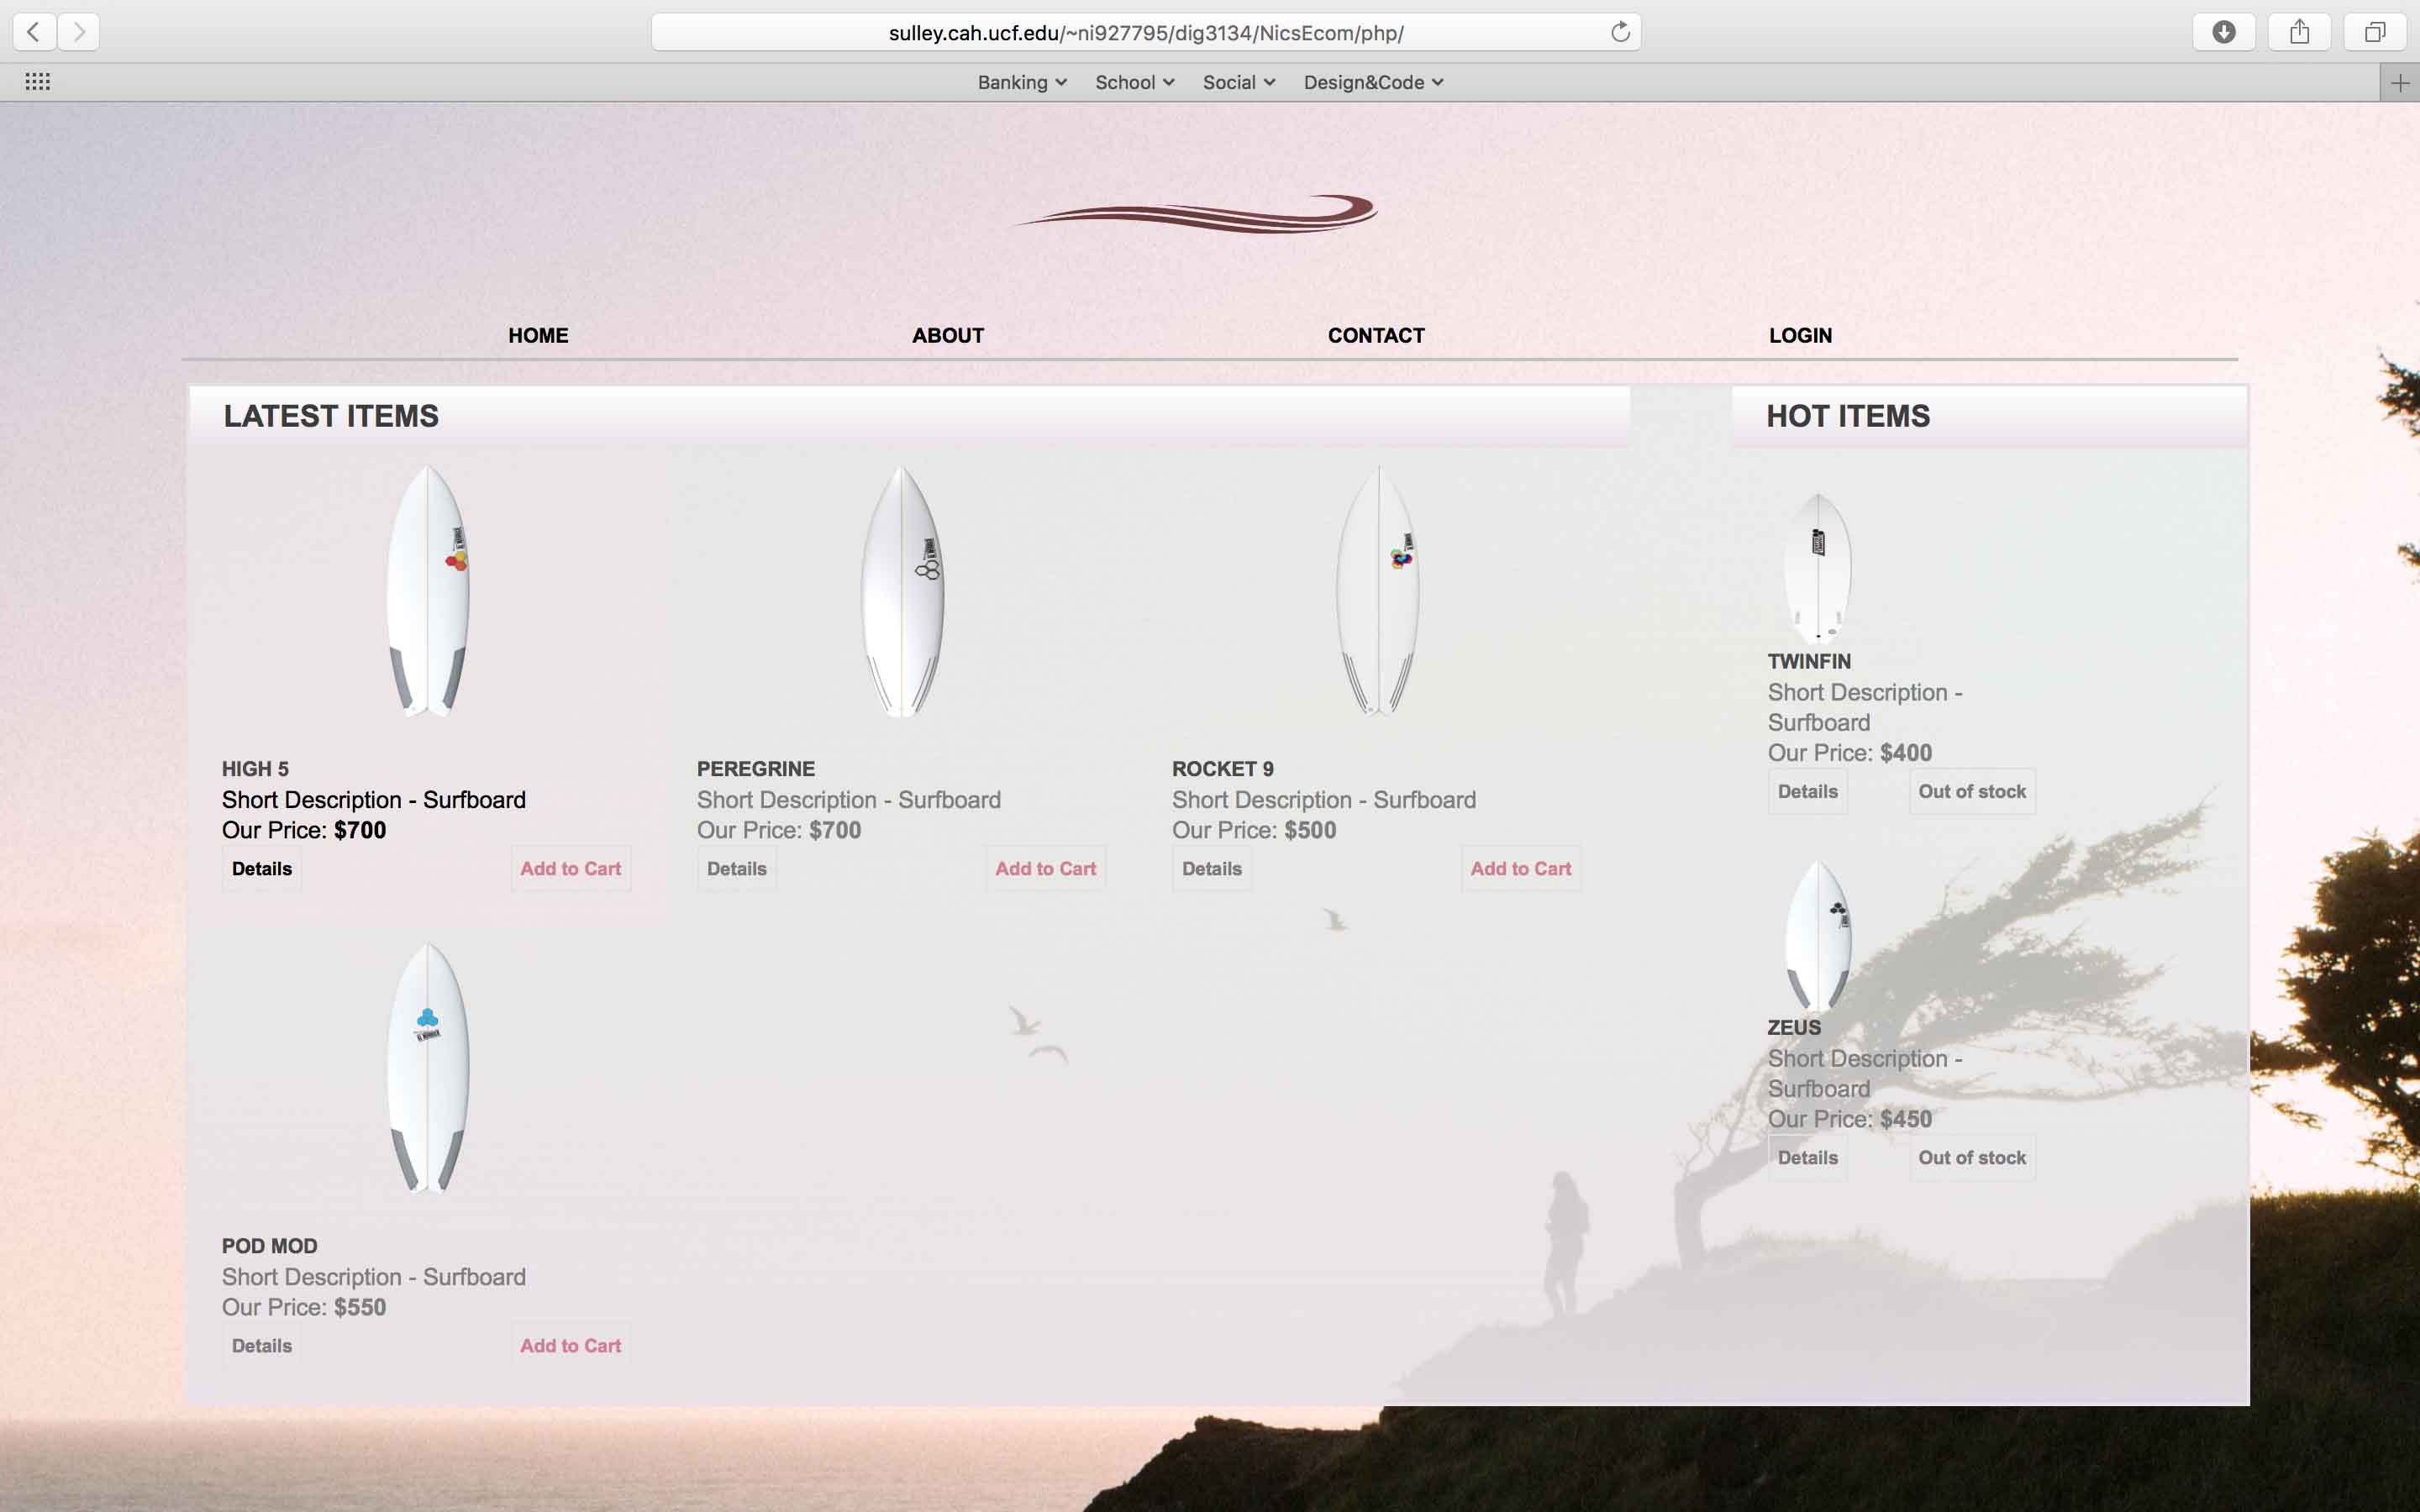 sulley.cah.ucf.edu/~ni927795/dig3134/NicsEcom/php/
Banking School Social Design&Code
HOME ABOUT CONTACT LOGIN
LATEST ITEMS
HIGH 5
Short Description - Surfboard
Our Price: $700
Details Add to Cart
PEREGRINE
Short Description - Surfboard
Our Price: $700
Details Add to Cart
ROCKET 9
Short Description - Surfboard
Our Price: $500
Details Add to Cart
POD MOD
Short Description - Surfboard
Our Price: $550
Details Add to Cart
HOT ITEMS
TWINFIN
Short Description -
Surfboard
Our Price: $400
Details Out of stock
ZEUS
Short Description -
Surfboard
Our Price: $450
Details Out of stock